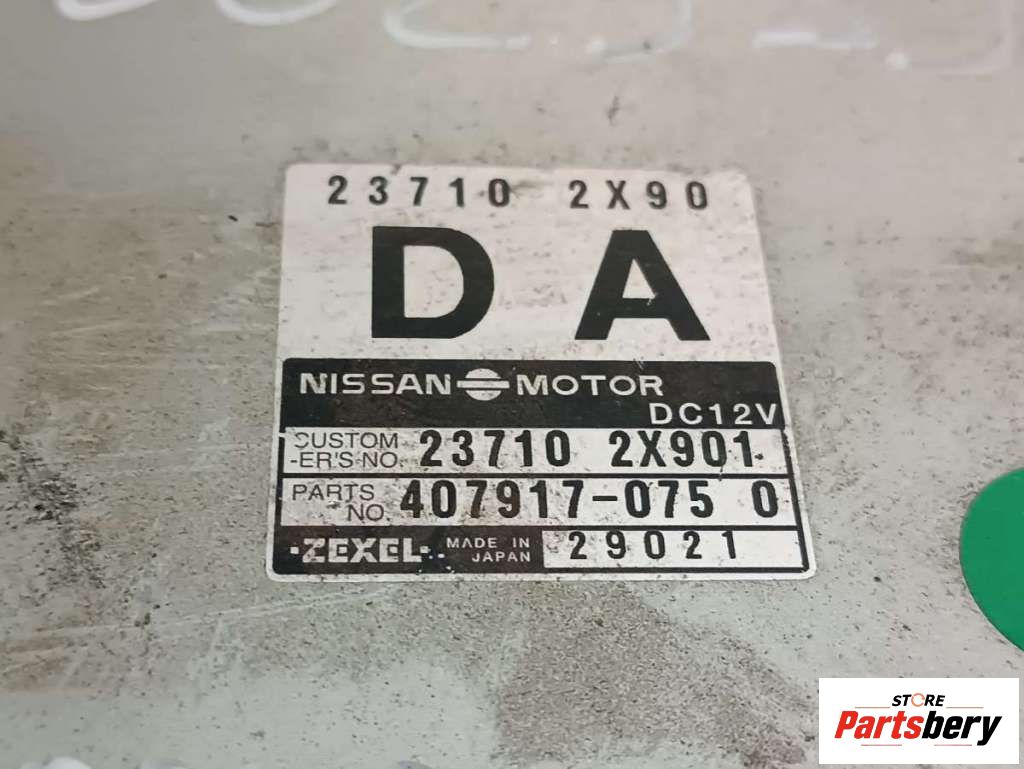 23710 2X90
DA
NISSAN MOTOR
DC12V
CUSTOM
-ER'S-NO. 23710 2X901
PARTS
NO. 407917-075 0
ZEXEL MADE IN
JAPAN 29021
STORE
Partsbery